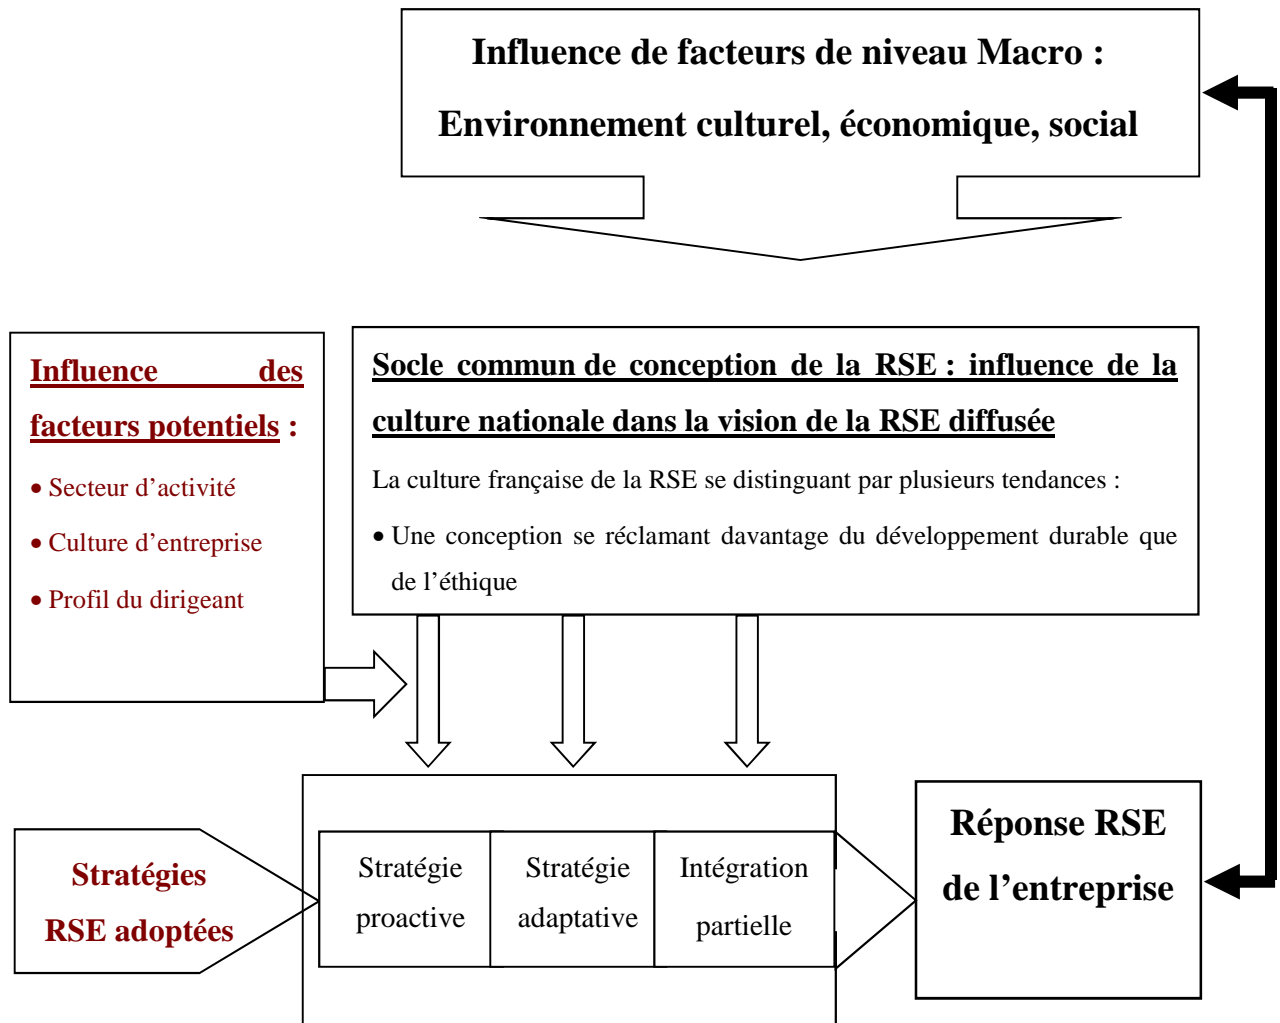 Influence de facteurs de niveau Macro :
Environnement culturel, économique, social
Influence des
facteurs potentiels :
• Secteur d’activité
• Culture d’entreprise
• Profil du dirigeant
Socle commun de conception de la RSE : influence de la
culture nationale dans la vision de la RSE diffusée
La culture française de la RSE se distinguant par plusieurs tendances :
• Une conception se réclamant davantage du développement durable que
de l’éthique
Stratégies
RSE adoptées
Stratégie
proactive
Stratégie
adaptative
Intégration
partielle
Réponse RSE
de l’entreprise